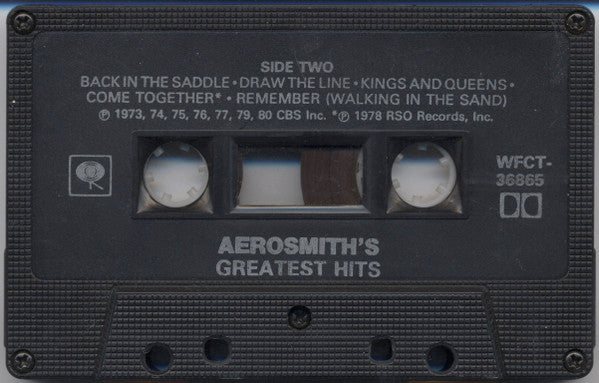 SIDE TWO
BACK IN THE SADDLE • DRAW THE LINE • KINGS AND QUEENS •
COME TOGETHER* • REMEMBER (WALKING IN THE SAND)
℗ 1973, 74, 75, 76, 77, 79, 80 CBS Inc. *℗ 1978 RSO Records, Inc.
WFCT-
36865
AEROSMITH'S
GREATEST HITS